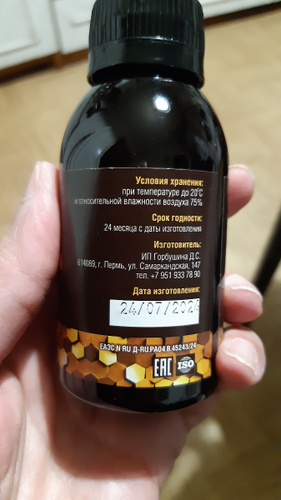 Условия хранения:
при температуре до 20°С
и относительной влажности воздуха 75%
Срок годности:
24 месяца с даты изготовления
Изготовитель:
ИП Горбушина Д.С.
614089, г. Пермь, ул. Самаркандская, 147
тел. +7 951 933 78 90
Дата изготовления:
24/07/2025
ЕАЭС N RU Д-RU.РА04.В.45243/24
EAC ISO